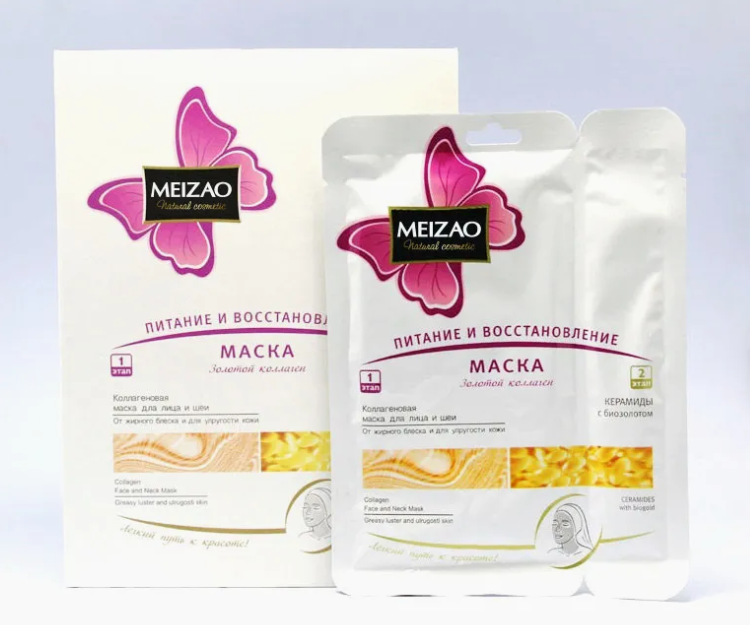 MEIZAO
Natural cosmetic
ПИТАНИЕ И ВОССТАНОВЛ
1
этап
МАСКА
Золотой коллаген
Коллагеновая
маска для лица и шеи
От жирного блеска и для упругости кожи
Collagen
Face and Neck Mask
Greasy luster and ulrugosti skin
Легкий путь к красоте!
MEIZAO
Natural cosmetic
ПИТАНИЕ И ВОССТАНОВЛЕНИЕ
1
этап
МАСКА
Золотой коллаген
Коллагеновая
маска для лица и шеи
От жирного блеска и для упругости кожи
Collagen
Face and Neck Mask
Greasy luster and ulrugosti skin
Легкий путь к красоте!
2
этап
КЕРАМИДЫ
с биозолотом
CERAMIDES
with biogold